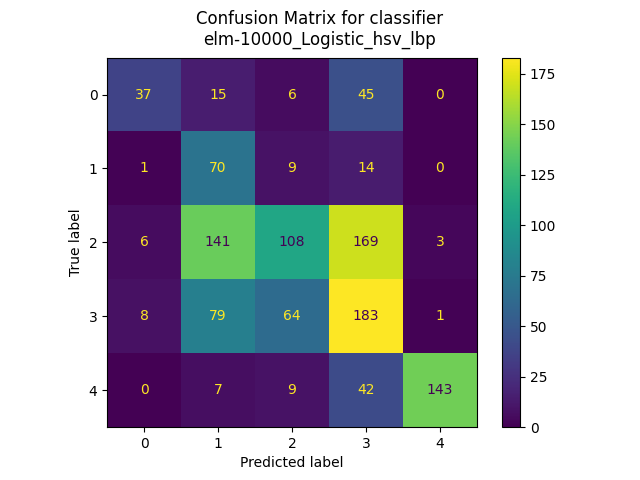 Confusion Matrix for classifier
elm-10000_Logistic_hsv_lbp
0 37 15 6 45 0
1 1 70 9 14 0
2 6 141 108 169 3
3 8 79 64 183 1
4 0 7 9 42 143
0 1 2 3 4
Predicted label
True label
175
150
125
100
75
50
25
0